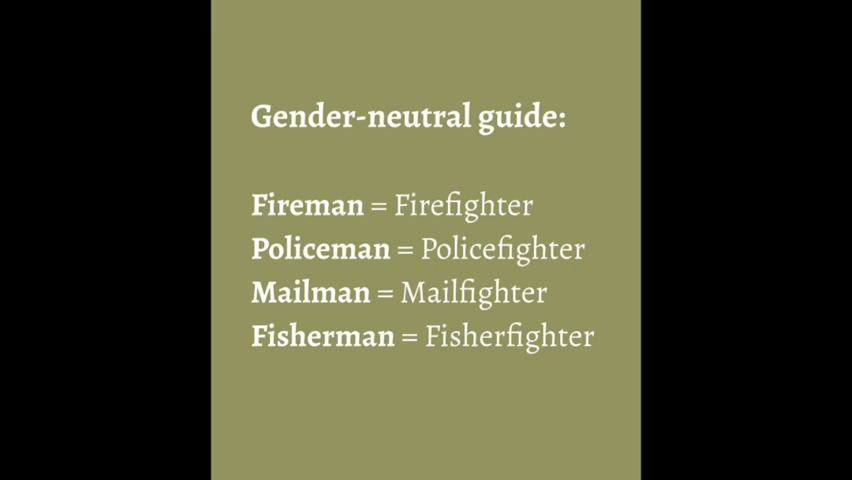 Gender-neutral guide:
Fireman = Firefighter
Policeman = Policefighter
Mailman = Mailfighter
Fisherman = Fisherfighter